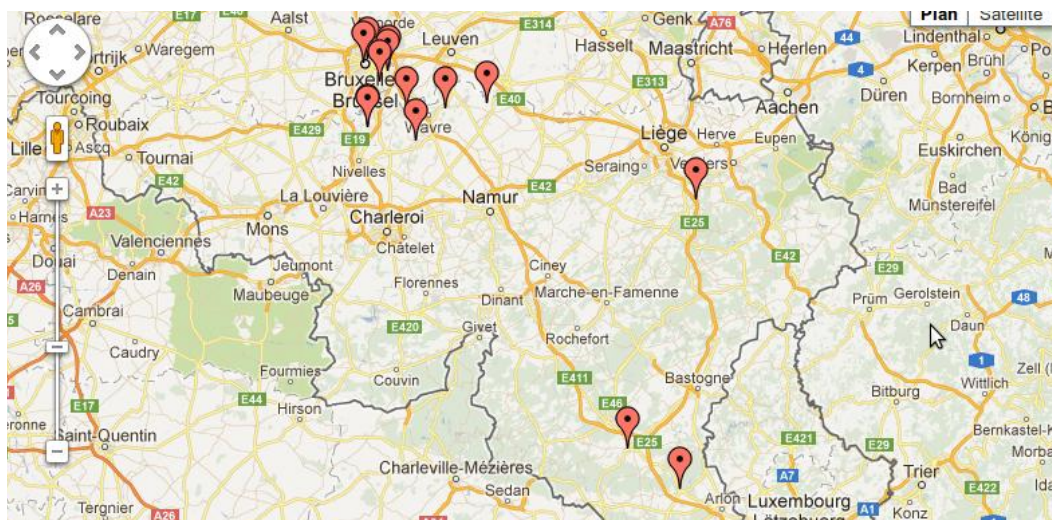 Aalst
E314
Genk
A76
Plan
Satellite
Waregem
Leuven
Hasselt
Maastricht
Heerlen
44
Lindenthal
Kerpen
Brühl
Tourcoing
Bruxelles
Brussel
E40
E313
Aachen
4
Düren
Bornheim
Roubaix
E429
E19
Wavre
Liège
Herve
Eupen
Lille
Ascq
Tournai
Nivelles
Seraing
Verviers
Euskirchen
E42
La Louvière
Namur
E42
Bad
Münstereifel
A23
Mons
Charleroi
E25
Valenciennes
Châtelet
E42
Denain
Jeumont
Ciney
E29
A26
Maubeuge
Florennes
Dinant
Marche-en-Famenne
Prüm
Gerolstein
48
Cambrai
E420
Givet
Rochefort
Daun
Caudry
1
Fourmies
Couvin
E411
Bastogne
Bitburg
Wittlich
E17
E44
Hirson
E46
Saint-Quentin
E25
E421
E29
Charleville-Mézières
A7
Trier
Sedan
Arlon
Luxembourg
E422
Tergnier
A26
A1
Konz